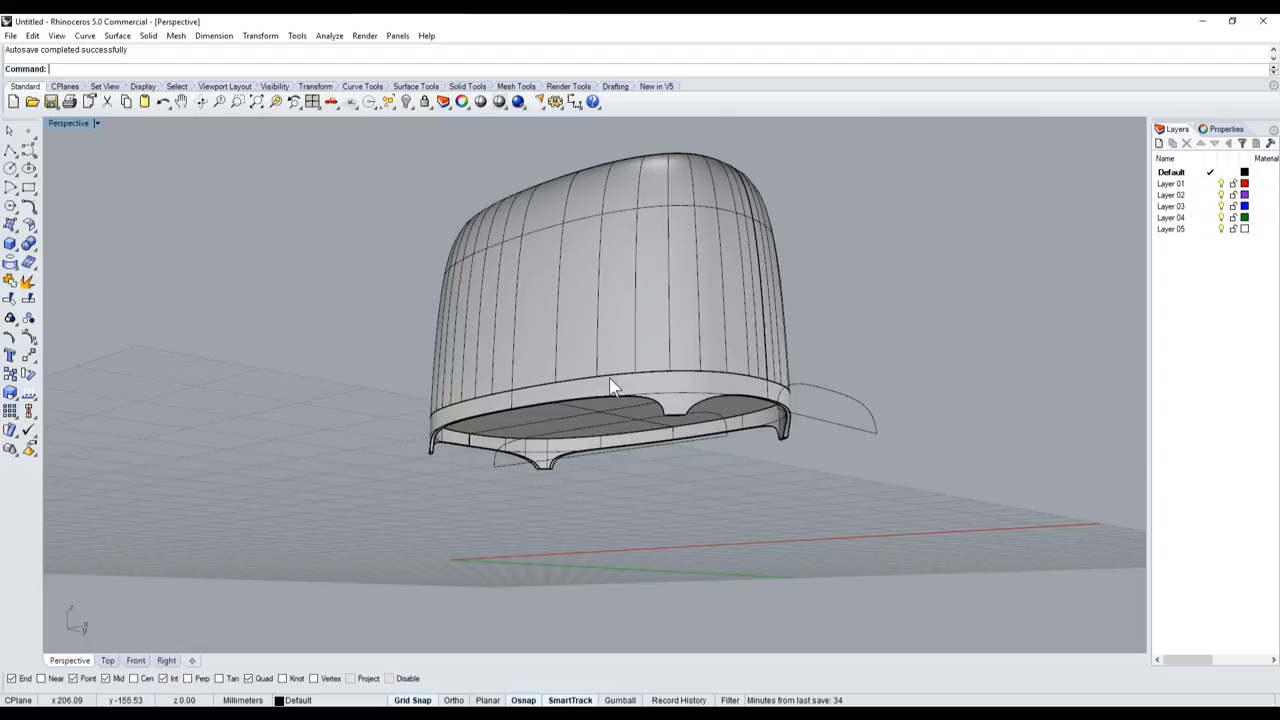 Untitled - Rhinoceros 5.0 Commercial - [Perspective]
File Edit View Curve Surface Solid Mesh Dimension Transform Tools Analyze Render Panels Help
Autosave completed successfully
Command:
Standard CPlanes Set View Display Select Viewport Layout Visibility Transform Curve Tools Surface Tools Solid Tools Mesh Tools Render Tools Drafting New in V5
Perspective
Layers Properties
Name Material
Default
Layer 01
Layer 02
Layer 03
Layer 04
Layer 05
z
x
y
Perspective Top Front Right
End Near Point Mid Cen Int Perp Tan Quad Knot Vertex Project Disable
CPlane x 206.09 y -155.53 z 0.00 Millimeters Default Grid Snap Ortho Planar Osnap SmartTrack Gumball Record History Filter Minutes from last save: 34